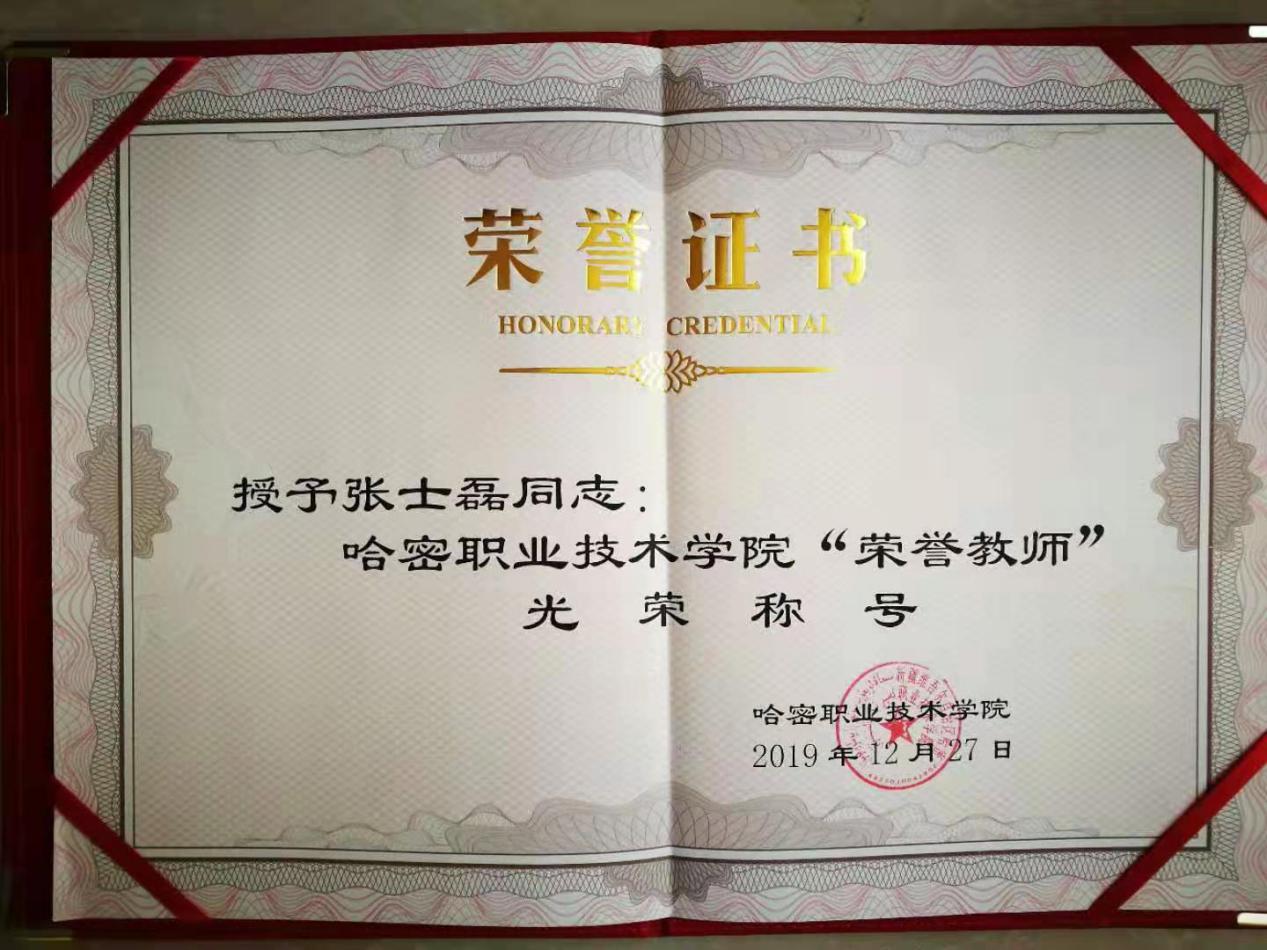 荣誉证书
HONORARY CREDENTIAL
授予张士磊同志：
哈密职业技术学院“荣誉教师”
光荣称号
哈密职业技术学院
2019年12月27日